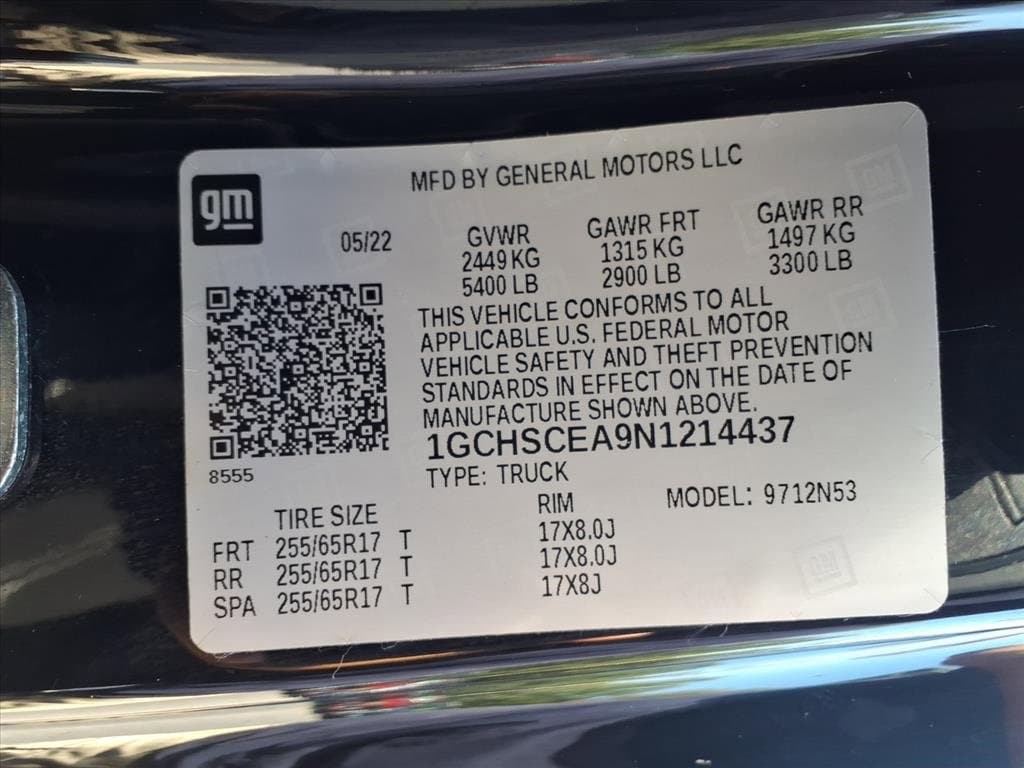 MFD BY GENERAL MOTORS LLC
gm
05/22
GVWR GAWR FRT GAWR RR
2449 KG 1315 KG 1497 KG
5400 LB 2900 LB 3300 LB
THIS VEHICLE CONFORMS TO ALL
APPLICABLE U.S. FEDERAL MOTOR
VEHICLE SAFETY AND THEFT PREVENTION
STANDARDS IN EFFECT ON THE DATE OF
MANUFACTURE SHOWN ABOVE.
1GCHSCEA9N1214437
8555
TYPE: TRUCK
MODEL: 9712N53
TIRE SIZE RIM
FRT 255/65R17 T 17X8.0J
RR 255/65R17 T 17X8.0J
SPA 255/65R17 T 17X8J